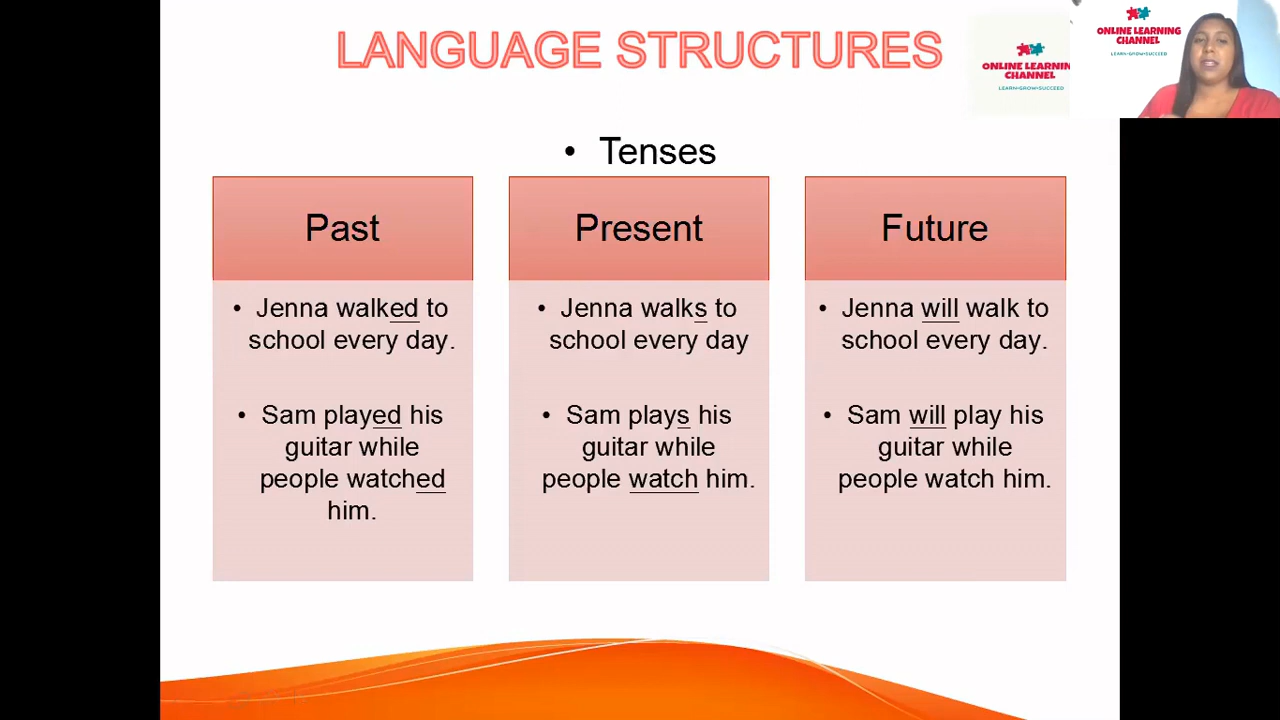 LANGUAGE STRUCTURES
ONLINE LEARNING
CHANNEL
LEARN•GROW•SUCCEED
ONLINE LEARNING
CHANNEL
LEARN•GROW•SUCCEED
• Tenses
Past
• Jenna walked to
school every day.
• Sam played his
guitar while
people watched
him.
Present
• Jenna walks to
school every day
• Sam plays his
guitar while
people watch him.
Future
• Jenna will walk to
school every day.
• Sam will play his
guitar while
people watch him.